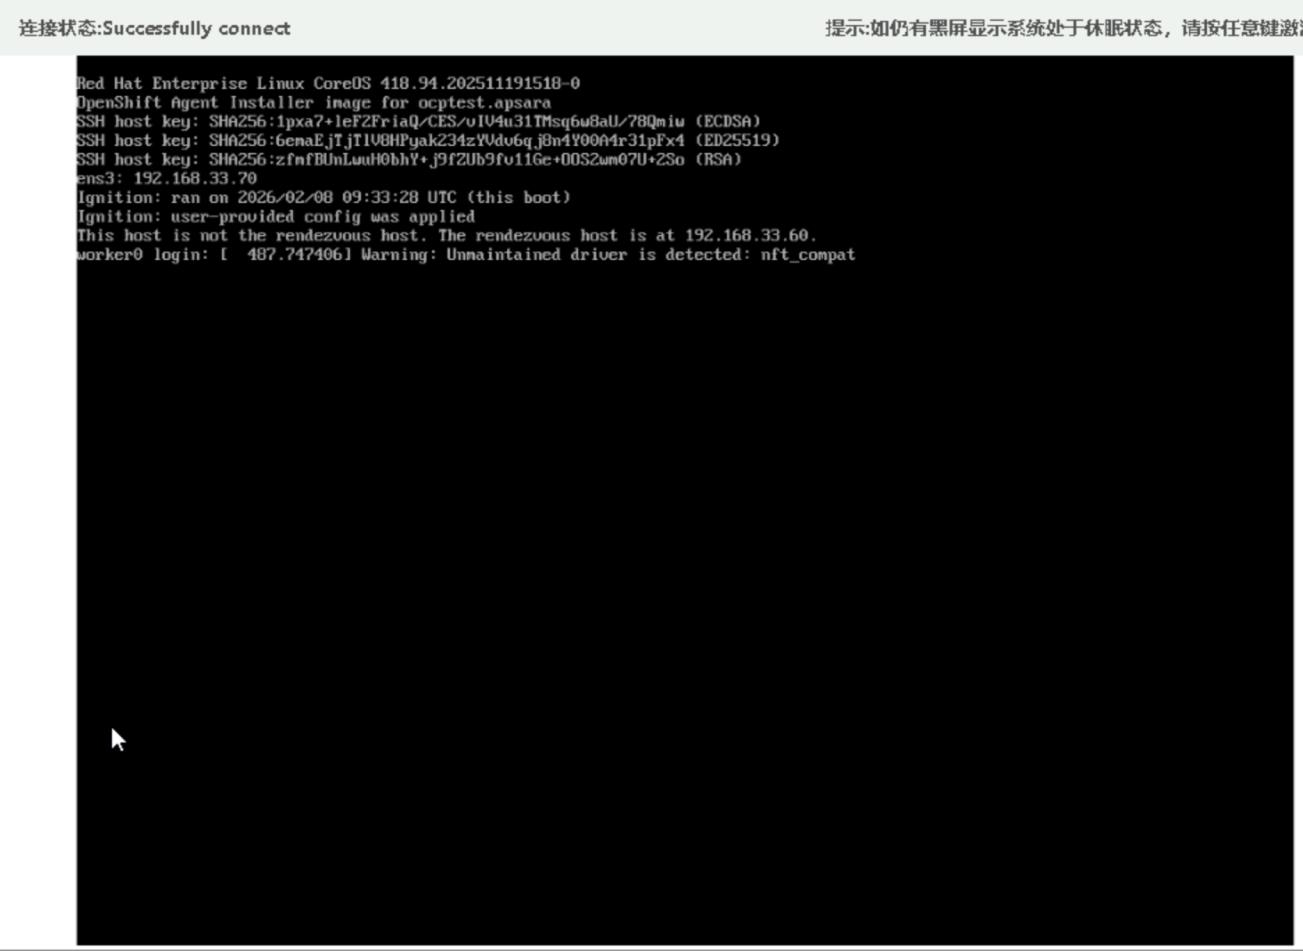 连接状态:Successfully connect
提示:如仍有黑屏显示系统处于休眠状态，请按任意键激
Red Hat Enterprise Linux CoreOS 418.94.202511191518-0
OpenShift Agent Installer image for ocptest.apsara
SSH host key: SHA256:1pxa7+leF2FriaQ/CES/vIV4u31TMsq6w8aU/78Qmiw (ECDSA)
SSH host key: SHA256:6emaEjTjTlV8HPyak234zYVdv6qj8n4Y00A4r31pFx4 (ED25519)
SSH host key: SHA256:zfmfBUnLwuH0bhY+j9fZUb9fv11Ge+OOS2wm07U+2So (RSA)
ens3: 192.168.33.70
Ignition: ran on 2026/02/08 09:33:28 UTC (this boot)
Ignition: user-provided config was applied
This host is not the rendezvous host. The rendezvous host is at 192.168.33.60.
worker0 login: [  487.747406] Warning: Unmaintained driver is detected: nft_compat